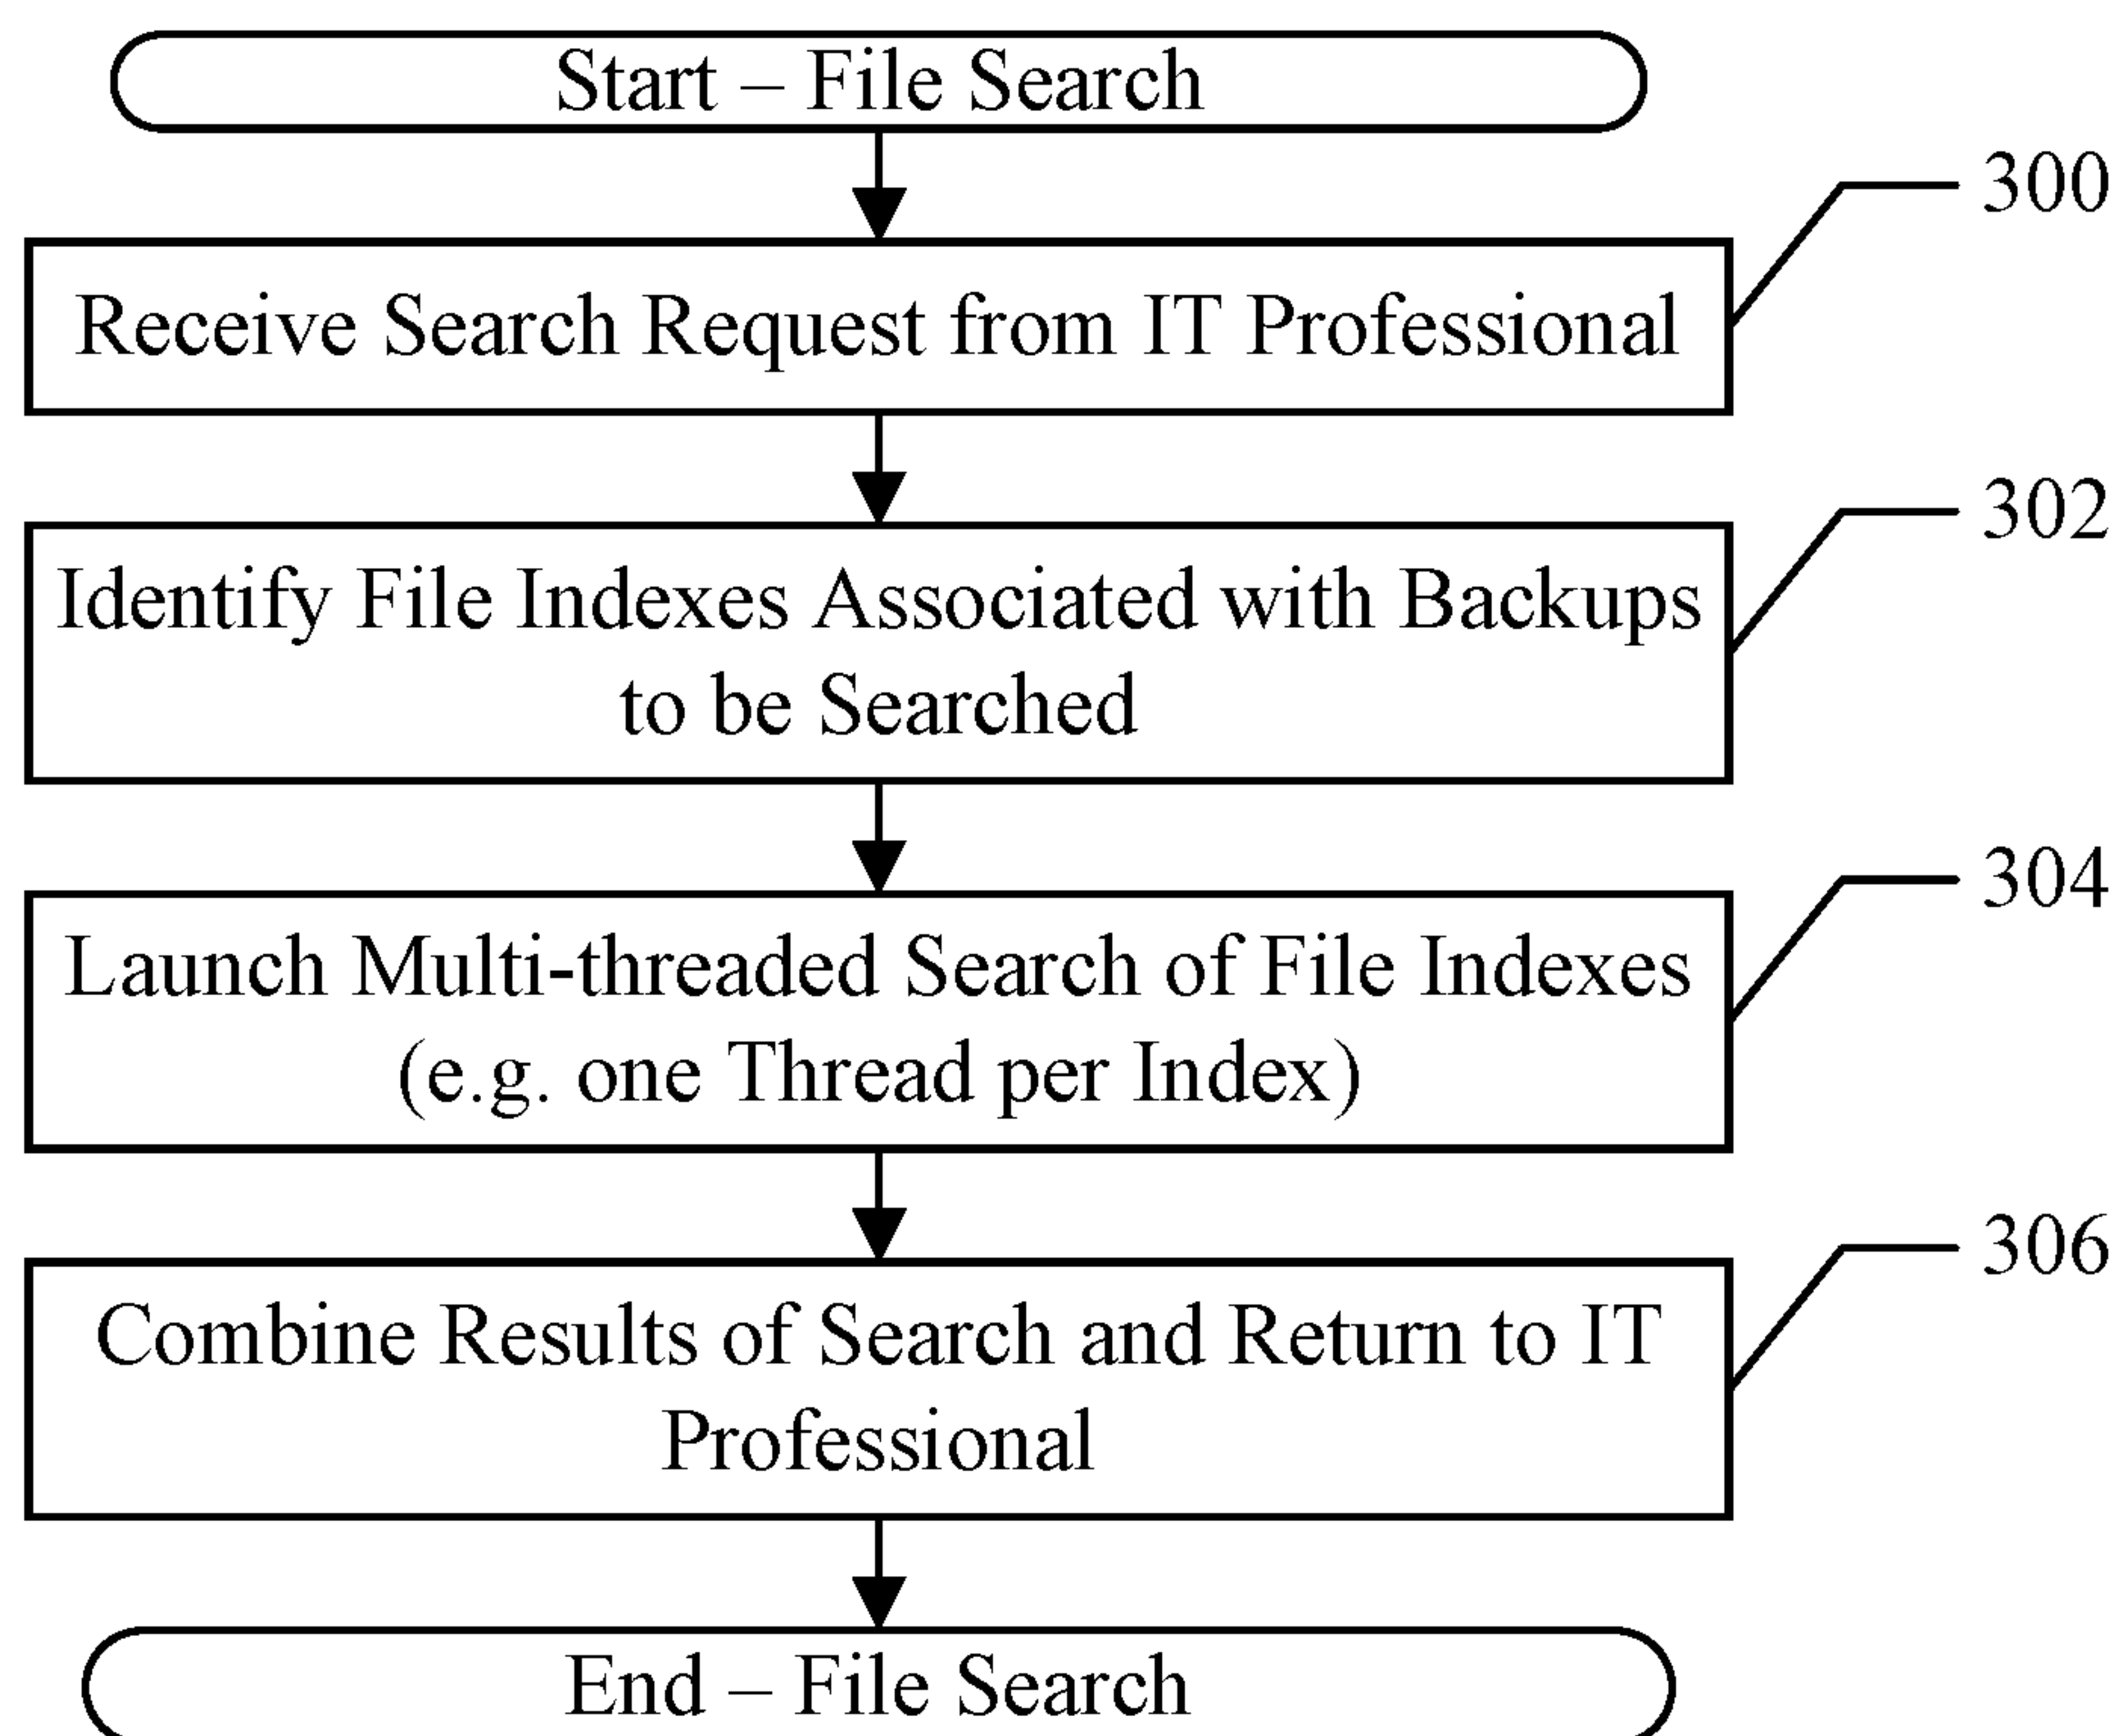 Start – File Search
300
Receive Search Request from IT Professional
302
Identify File Indexes Associated with Backups
to be Searched
304
Launch Multi-threaded Search of File Indexes
(e.g. one Thread per Index)
306
Combine Results of Search and Return to IT
Professional
End – File Search